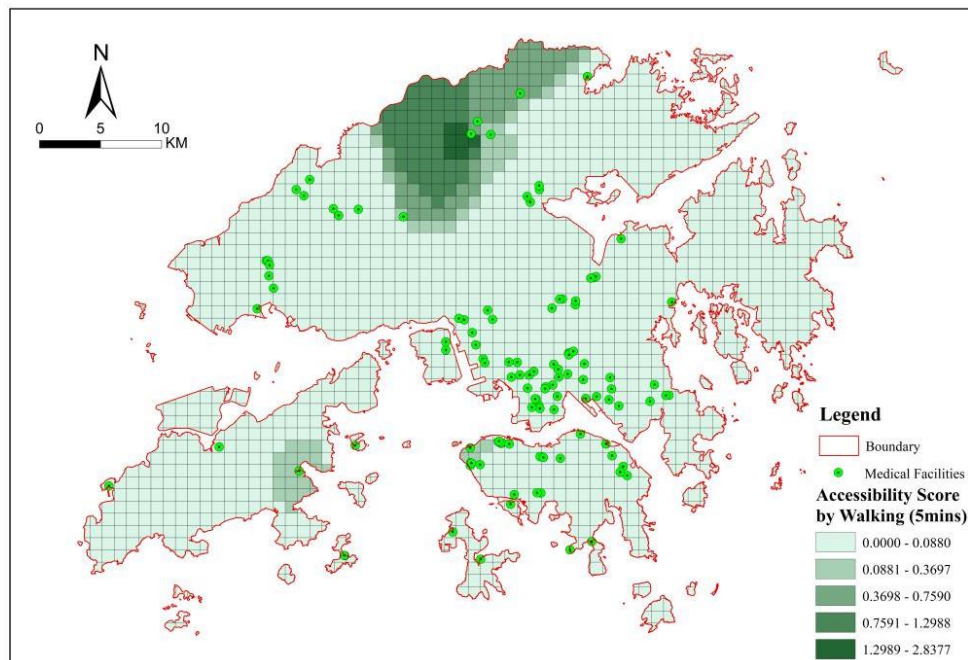 N
0 5 10
KM
Legend
Boundary
Medical Facilities
Accessibility Score
by Walking (5mins)
0.0000 - 0.0880
0.0881 - 0.3697
0.3698 - 0.7590
0.7591 - 1.2988
1.2989 - 2.8377